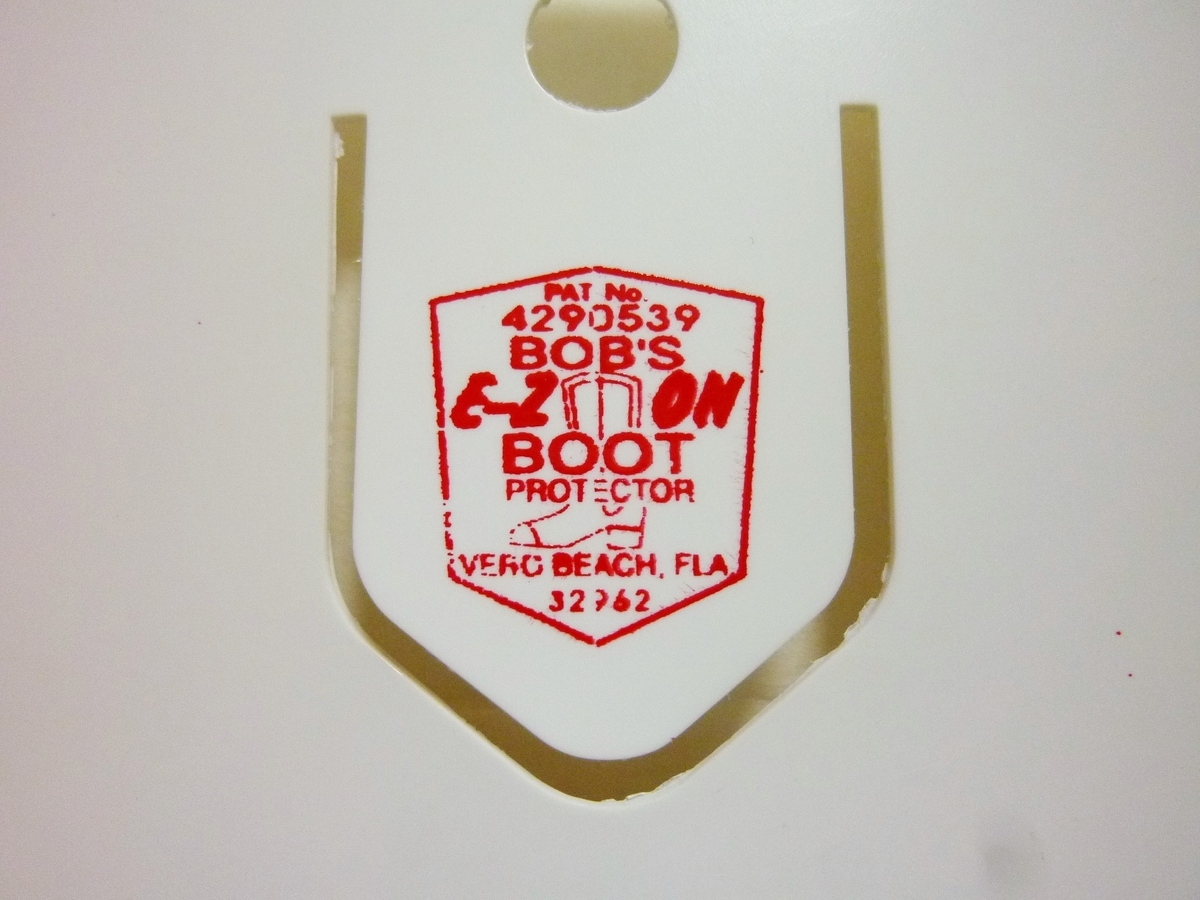 PAT No.
4290539
BOB'S
E-Z ON
BOOT
PROTECTOR
VERO BEACH, FLA.
32962